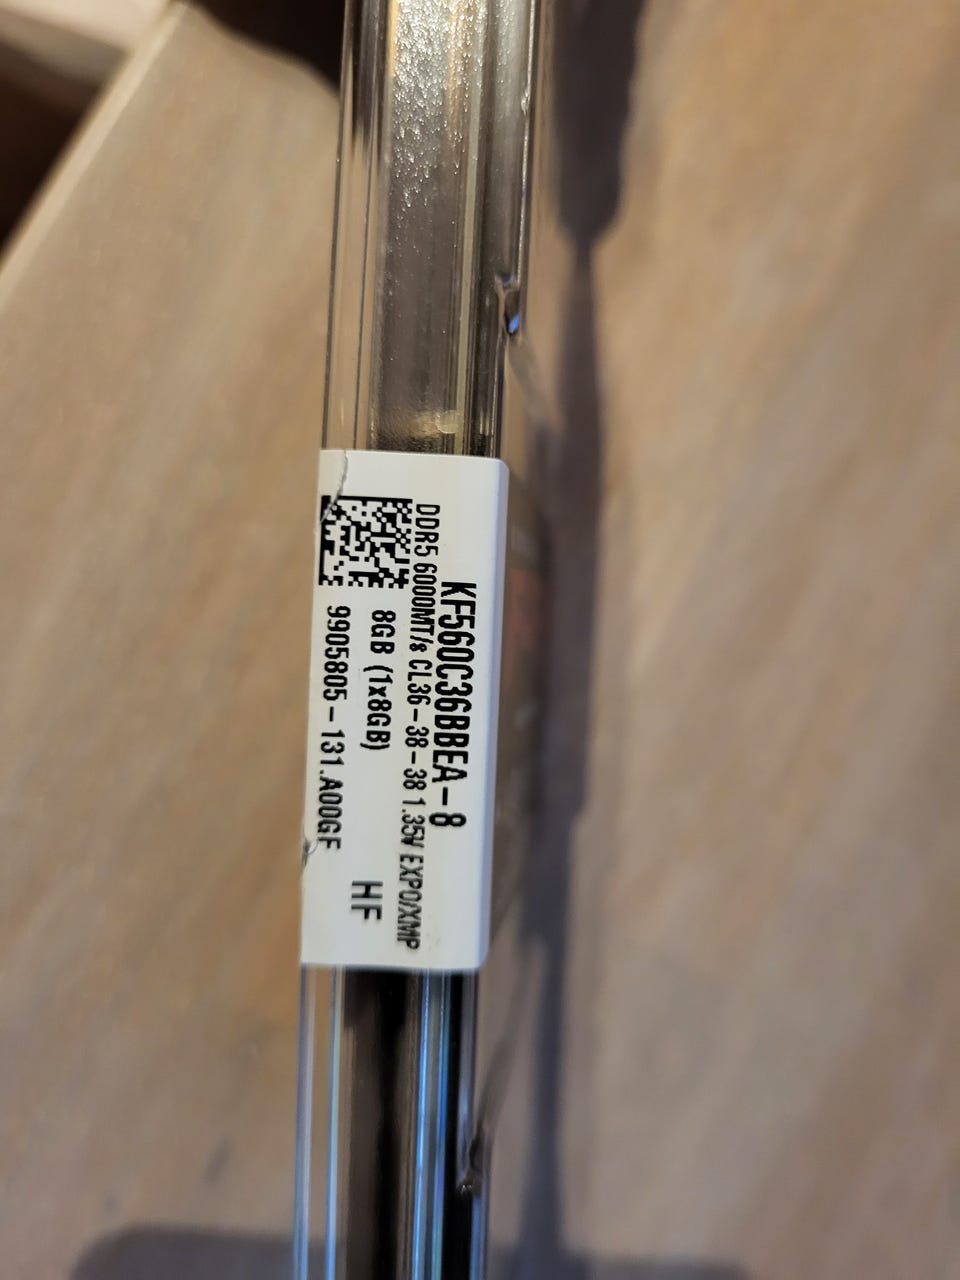 KF560C36BBEA-8
DDR5 6000MT/s CL36-38-38 1.35V EXPO/XMP
8GB (1x8GB)
HF
9905805-131.A00GF